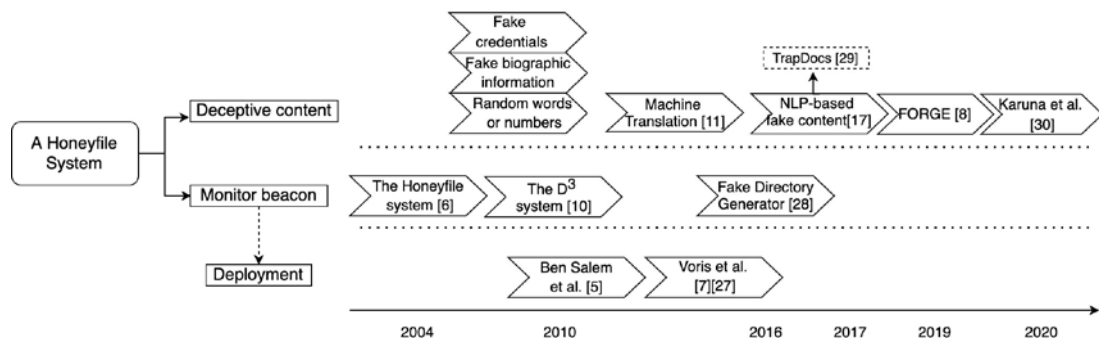 Fake
credentials
Fake biographic
information
Random words
or numbers
TrapDocs [29]
Machine
Translation [11]
NLP-based
fake content[17]
FORGE [8]
Karuna et al.
[30]
Deceptive content
A Honeyfile
System
Monitor beacon
The Honeyfile
system [6]
The D³
system [10]
Fake Directory
Generator [28]
Deployment
Ben Salem
et al. [5]
Voris et al.
[7][27]
2004
2010
2016
2017
2019
2020